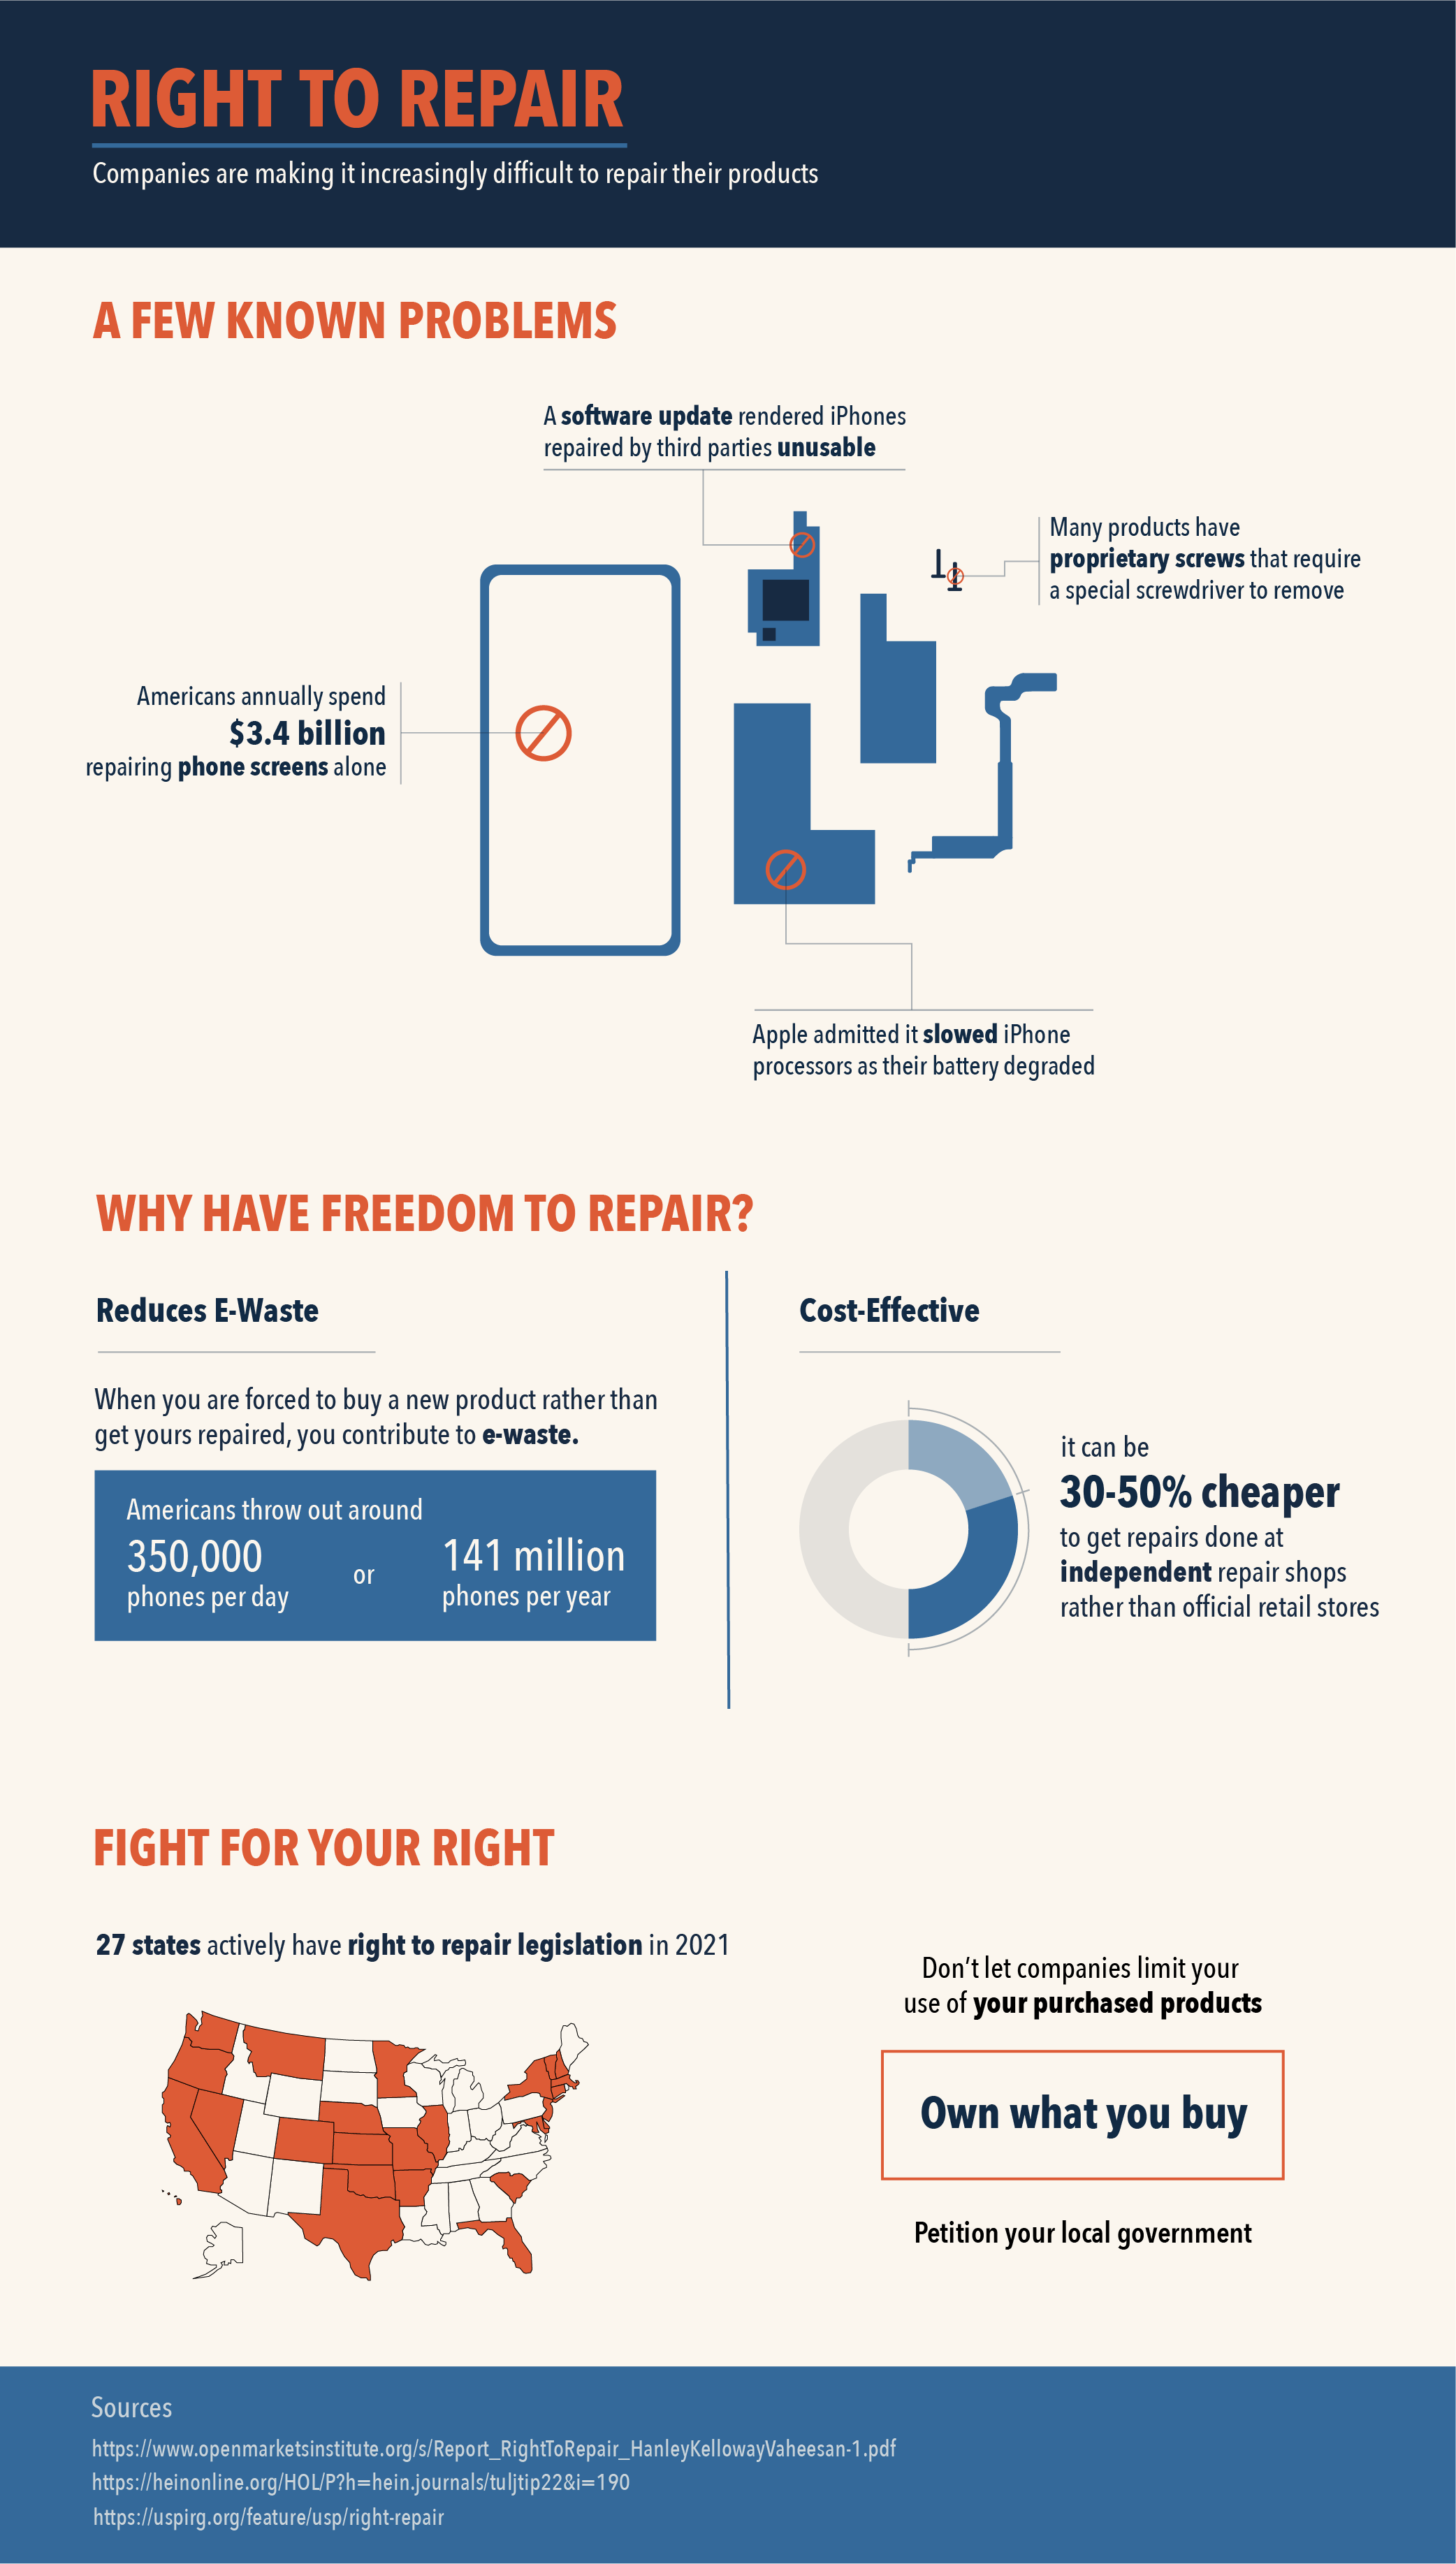 RIGHT TO REPAIR
Companies are making it increasingly difficult to repair their products
A FEW KNOWN PROBLEMS
A software update rendered iPhones
repaired by third parties unusable
Many products have
proprietary screws that require
a special screwdriver to remove
Americans annually spend
$3.4 billion
repairing phone screens alone
Apple admitted it slowed iPhone
processors as their battery degraded
WHY HAVE FREEDOM TO REPAIR?
Reduces E-Waste
When you are forced to buy a new product rather than
get yours repaired, you contribute to e-waste.
Americans throw out around
350,000
phones per day
or
141 million
phones per year
Cost-Effective
it can be
30-50% cheaper
to get repairs done at
independent repair shops
rather than official retail stores
FIGHT FOR YOUR RIGHT
27 states actively have right to repair legislation in 2021
Don't let companies limit your
use of your purchased products
Own what you buy
Petition your local government
Sources
https://www.openmarketsinstitute.org/s/Report_RightToRepair_HanleyKellowayVaheesan-1.pdf
https://heinonline.org/HOL/P?h=hein.journals/tuljtip22&i=190
https://uspirg.org/feature/usp/right-repair